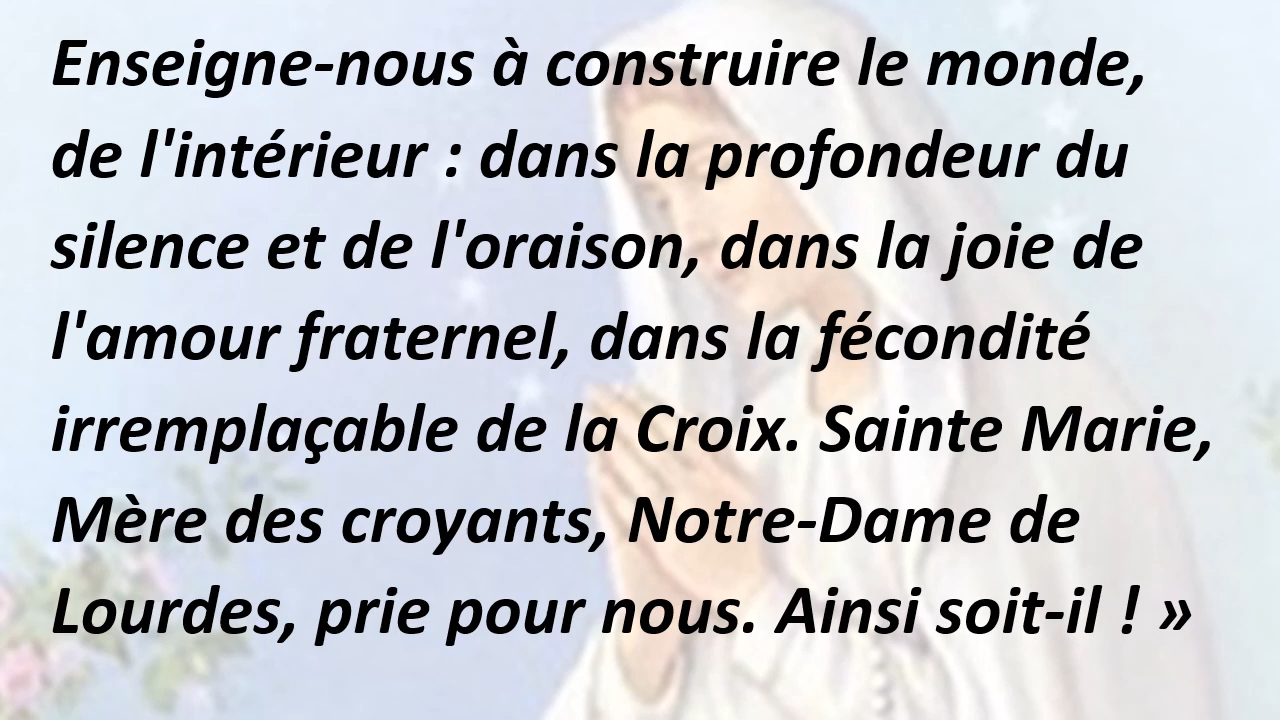 Enseigne-nous à construire le monde,
de l'intérieur : dans la profondeur du
silence et de l'oraison, dans la joie de
l'amour fraternel, dans la fécondité
irremplaçable de la Croix. Sainte Marie,
Mère des croyants, Notre-Dame de
Lourdes, prie pour nous. Ainsi soit-il ! »